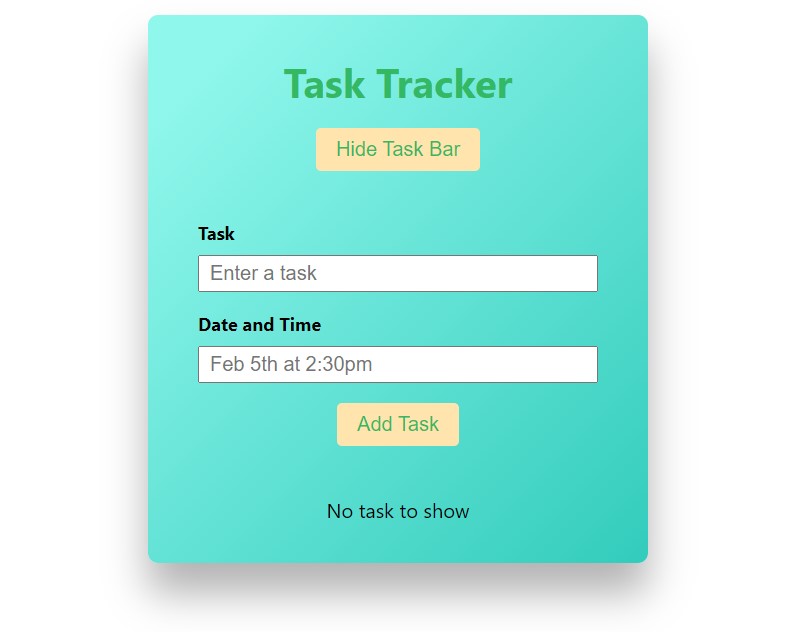 Task Tracker
Hide Task Bar
Task
Enter a task
Date and Time
Feb 5th at 2:30pm
Add Task
No task to show